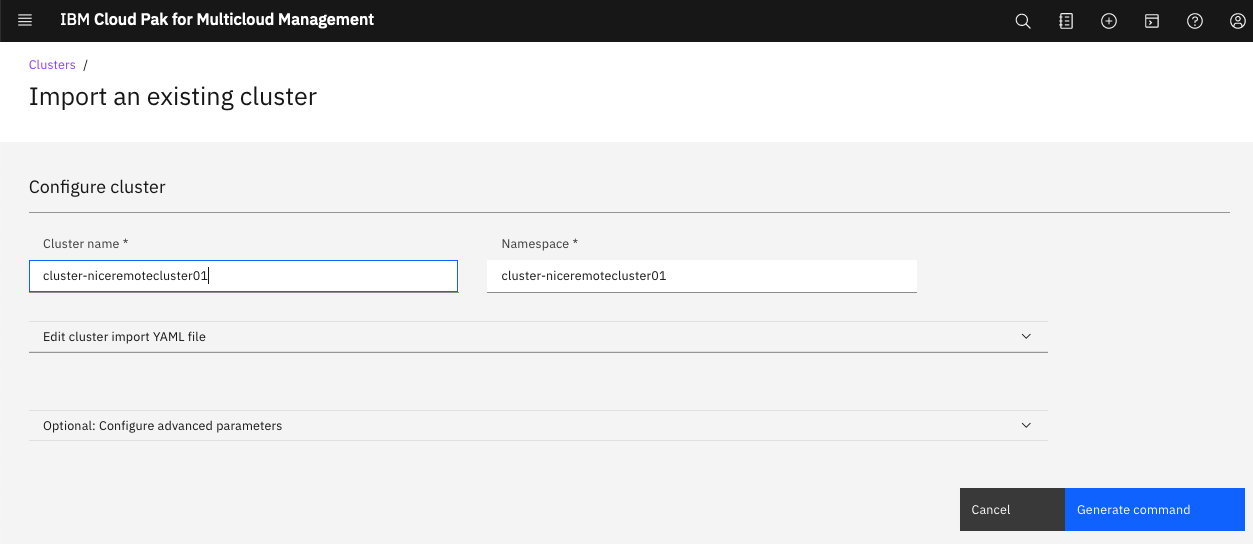 IBM Cloud Pak for Multicloud Management
Clusters /
Import an existing cluster
Configure cluster
Cluster name *
Namespace *
cluster-niceremotecluster01
cluster-niceremotecluster01
Edit cluster import YAML file
Optional: Configure advanced parameters
Cancel
Generate command